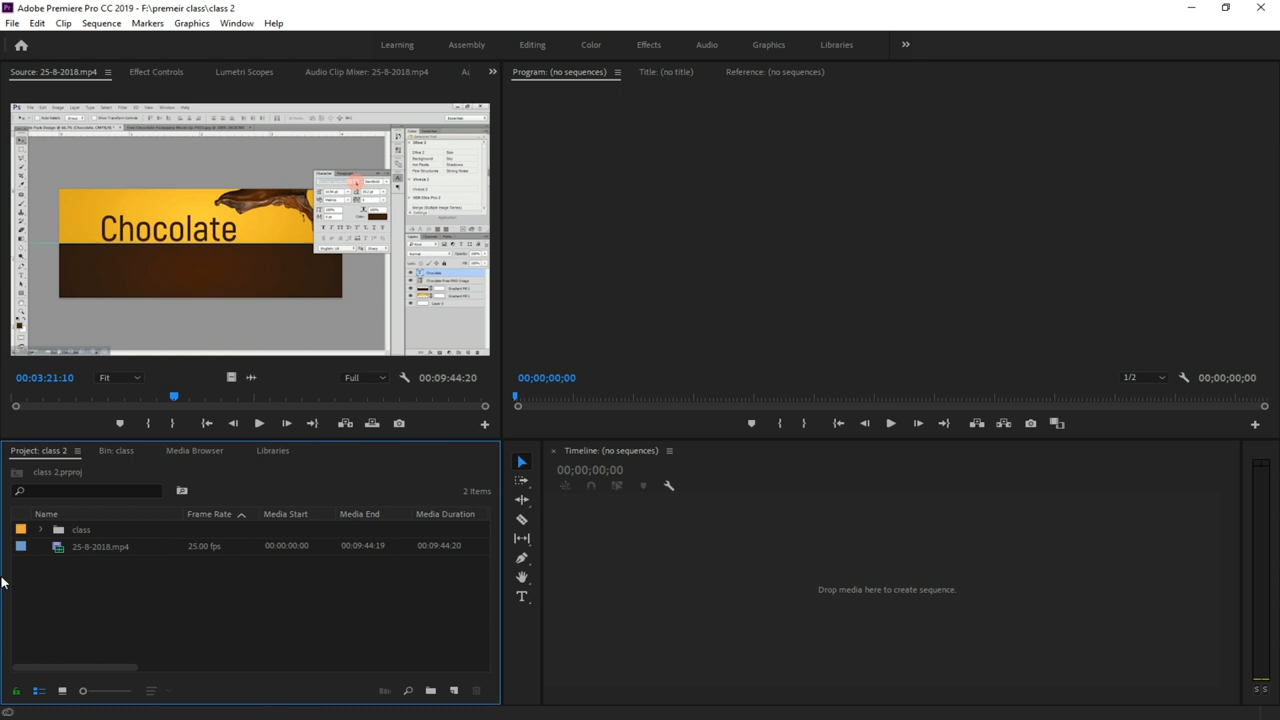 Adobe Premiere Pro CC 2019 - F:\premeir class\class 2
File Edit Clip Sequence Markers Graphics Window Help
Learning Assembly Editing Color Effects Audio Graphics Libraries
Source: 25-8-2018.mp4 Effect Controls Lumetri Scopes Audio Clip Mixer: 25-8-2018.mp4 Au
Program: (no sequences) Title: (no title) Reference: (no sequences)
Chocolate
00:03:21:10 Fit Full 00:09:44:20
00;00;00;00 1/2 00;00;00;00
Project: class 2 Bin: class Media Browser Libraries
class 2.prproj
2 Items
Name Frame Rate Media Start Media End Media Duration
class
25-8-2018.mp4 25.00 fps 00:00:00:00 00:09:44:19 00:09:44:20
Timeline: (no sequences)
00;00;00;00
Drop media here to create sequence.
S S